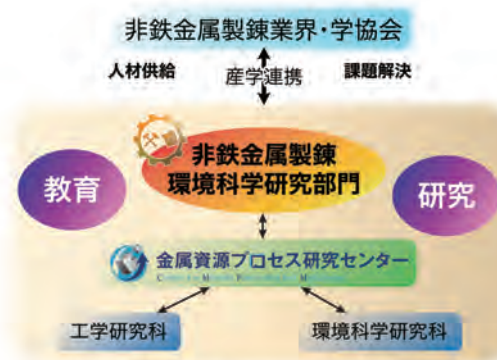 非鉄金属製錬業界・学協会
人材供給
産学連携
課題解決
非鉄金属製錬
環境科学研究部門
教育
研究
金属資源プロセス研究センター
工学研究科
環境科学研究科